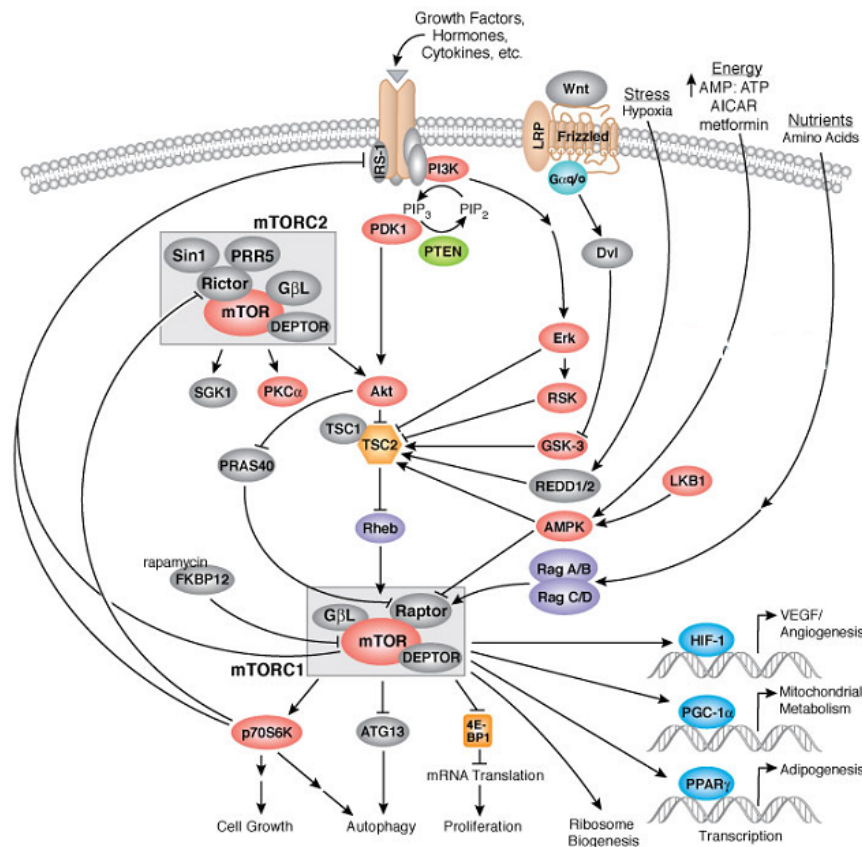 Growth Factors,
Hormones,
Cytokines, etc.
Wnt
Stress
Hypoxia
Energy
AMP: ATP
AICAR
metformin
Nutrients
Amino Acids
LRP
Frizzled
IRS-1
PI3K
Gαq/o
PIP3
PIP2
PDK1
PTEN
Dvl
mTORC2
Sin1
PRR5
Rictor
GβL
mTOR
DEPTOR
Erk
SGK1
PKCα
Akt
RSK
TSC1
TSC2
GSK-3
PRAS40
REDD1/2
LKB1
Rheb
AMPK
rapamycin
FKBP12
Rag A/B
Rag C/D
GβL
Raptor
mTOR
DEPTOR
mTORC1
HIF-1
VEGF/
Angiogenesis
PGC-1α
Mitochondrial
Metabolism
p70S6K
ATG13
4E-
BP1
mRNA Translation
PPARγ
Adipogenesis
Cell Growth
Autophagy
Proliferation
Ribosome
Biogenesis
Transcription